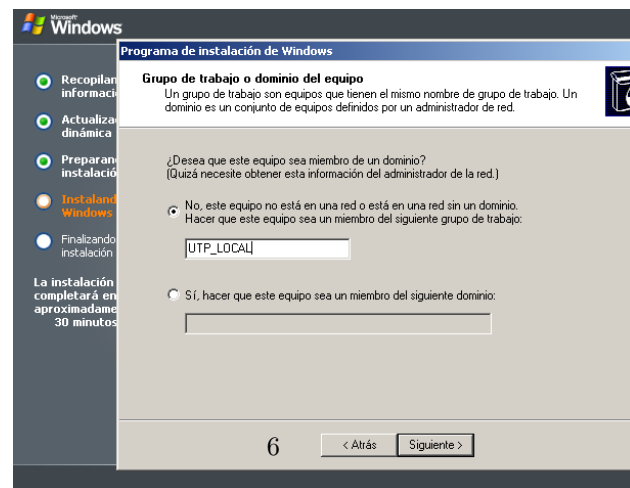 Microsoft
Windows
Programa de instalación de Windows
Recopilan
informaci
Actualiza
dinámica
Preparan
instalació
Instaland
Windows
Finalizando
instalación
La instalación
completará en
aproximadame
30 minutos
Grupo de trabajo o dominio del equipo
Un grupo de trabajo son equipos que tienen el mismo nombre de grupo de trabajo. Un
dominio es un conjunto de equipos definidos por un administrador de red.
¿Desea que este equipo sea miembro de un dominio?
(Quizá necesite obtener esta información del administrador de la red.)
No, este equipo no está en una red o está en una red sin un dominio.
Hacer que este equipo sea un miembro del siguiente grupo de trabajo:
UTP_LOCAL
Sí, hacer que este equipo sea un miembro del siguiente dominio:
6
< Atrás
Siguiente >